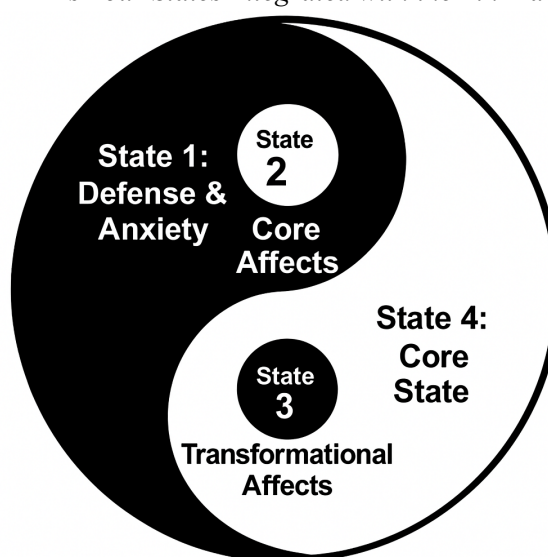 State 1:
Defense &
Anxiety
State
2
Core
Affects
State 4:
Core
State
State
3
Transformational
Affects